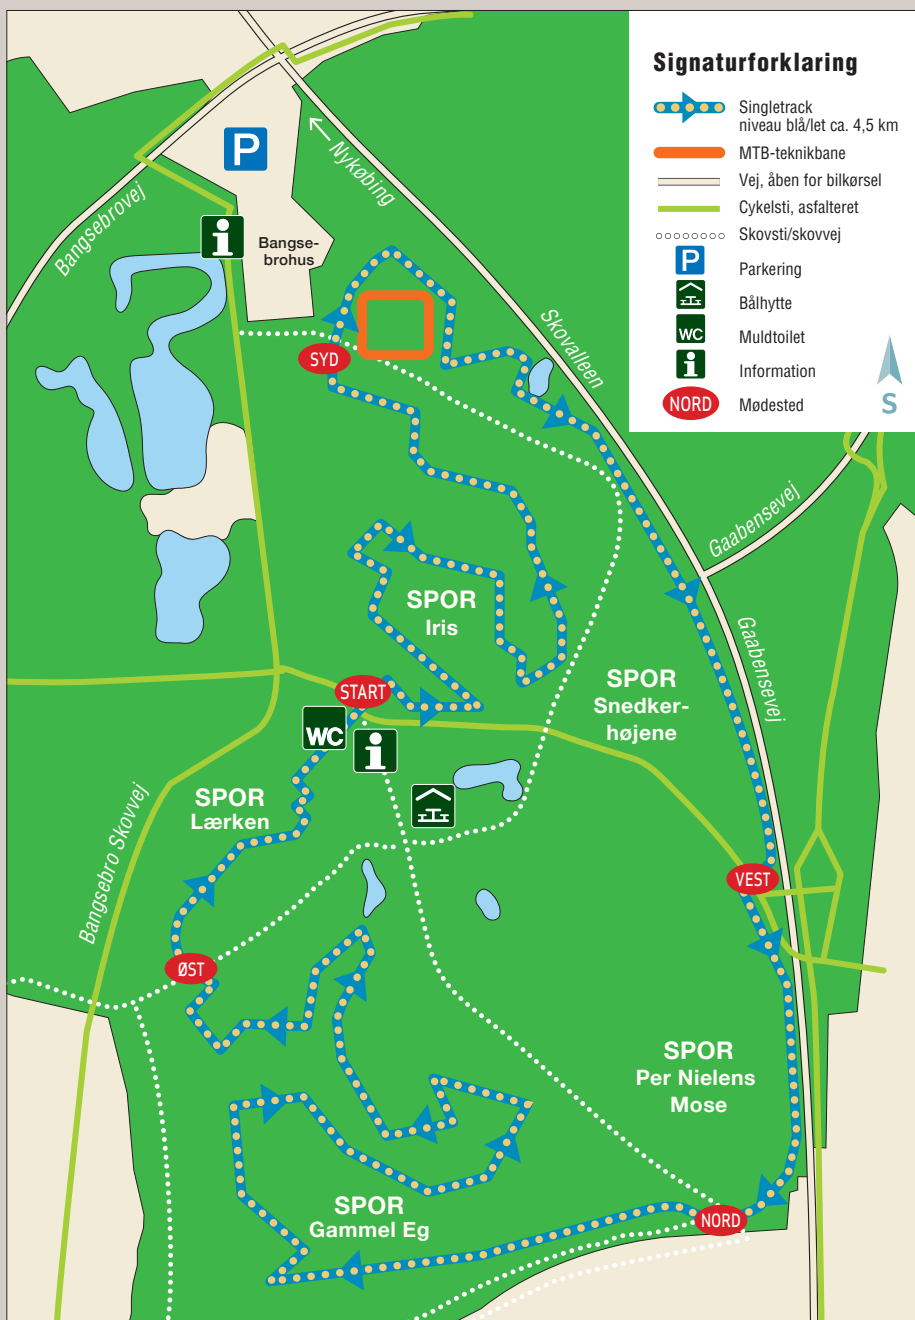 Signaturforklaring
Singletrack
niveau blå/let ca. 4,5 km
MTB-teknikbane
Vej, åben for bilkørsel
Cykelsti, asfalteret
Skovsti/skovvej
P
Parkering
Bålhytte
WC
Muldtoilet
i
Information
NORD
Mødested
S
P
Nykøbing
Bangsebrovej
i
Bangse-
brohus
Skovalleen
SYD
Gaabensevej
SPOR
Iris
Gaabensevej
SPOR
Snedker-
højene
START
WC
i
SPOR
Lærken
Bangsebro Skovvej
VEST
ØST
SPOR
Per Nielens
Mose
SPOR
Gammel Eg
NORD